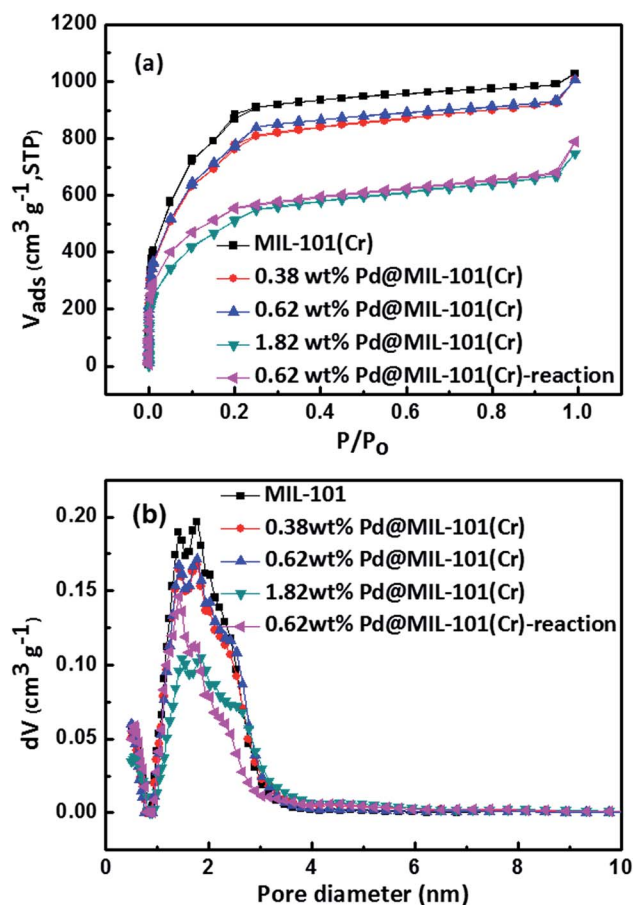 1200
(a)
1000
800
600
400
200
0
Vads (cm3 g-1,STP)
MIL-101(Cr)
0.38 wt% Pd@MIL-101(Cr)
0.62 wt% Pd@MIL-101(Cr)
1.82 wt% Pd@MIL-101(Cr)
0.62 wt% Pd@MIL-101(Cr)-reaction
0.0 0.2 0.4 0.6 0.8 1.0
P/Po
(b)
0.20
0.15
0.10
0.05
0.00
dV (cm3 g-1)
MIL-101
0.38wt% Pd@MIL-101(Cr)
0.62wt% Pd@MIL-101(Cr)
1.82wt% Pd@MIL-101(Cr)
0.62wt% Pd@MIL-101(Cr)-reaction
0 2 4 6 8 10
Pore diameter (nm)